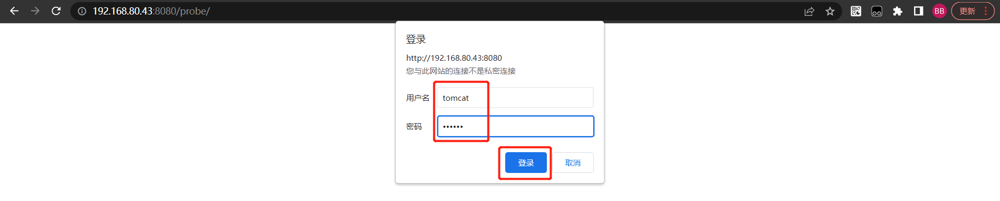 192.168.80.43:8080/probe/
BB
更新
登录
http://192.168.80.43:8080
您与此网站的连接不是私密连接
用户名 tomcat
密码 ••••••
登录 取消